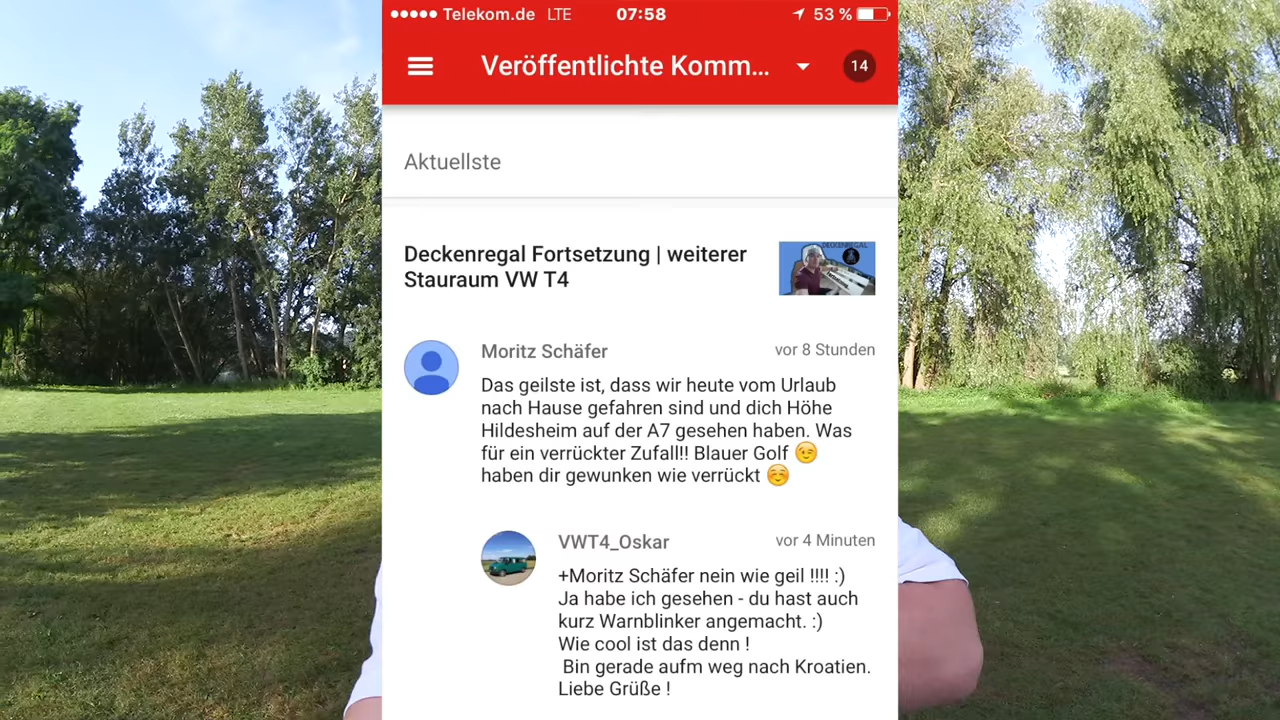 Telekom.de LTE 07:58 53 %
Veröffentlichte Komm... 14
Aktuellste
Deckenregal Fortsetzung | weiterer
Stauraum VW T4
DECKENREGAL
Moritz Schäfer vor 8 Stunden
Das geilste ist, dass wir heute vom Urlaub
nach Hause gefahren sind und dich Höhe
Hildesheim auf der A7 gesehen haben. Was
für ein verrückter Zufall!! Blauer Golf 😉
haben dir gewunken wie verrückt ☺️
VWT4_Oskar vor 4 Minuten
+Moritz Schäfer nein wie geil !!!! :)
Ja habe ich gesehen - du hast auch
kurz Warnblinker angemacht. :)
Wie cool ist das denn !
Bin gerade aufm weg nach Kroatien.
Liebe Grüße !